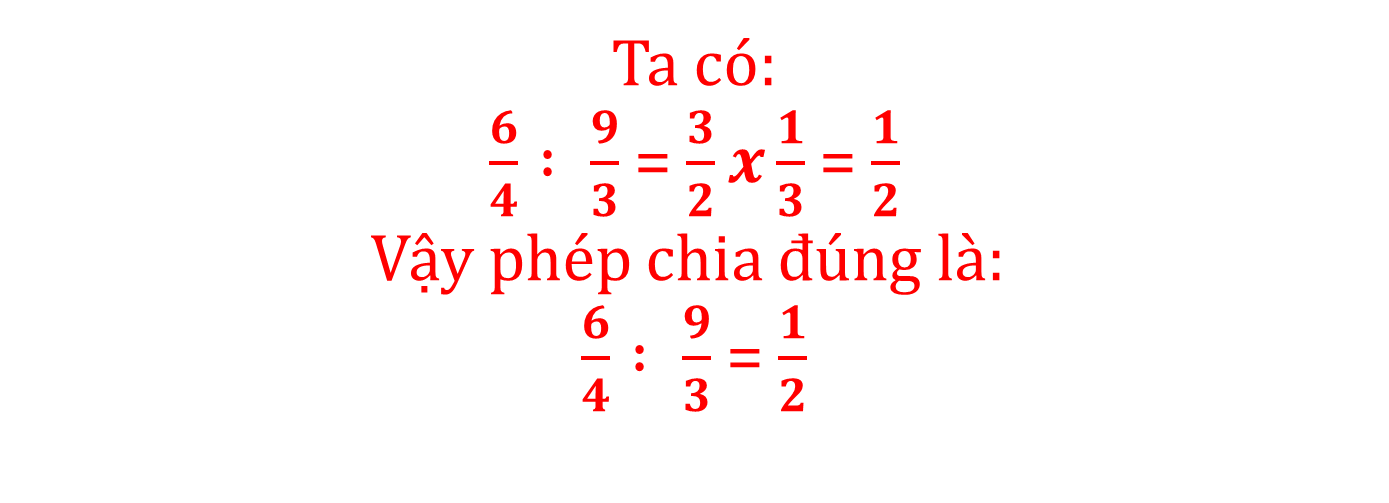 Ta có:
6/4 : 9/3 = 3/2 x 1/3 = 1/2
Vậy phép chia đúng là:
6/4 : 9/3 = 1/2